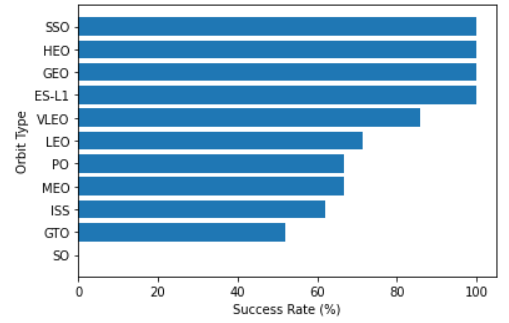 SSO
HEO
GEO
ES-L1
VLEO
LEO
PO
MEO
ISS
GTO
SO
Orbit Type
0 20 40 60 80 100
Success Rate (%)